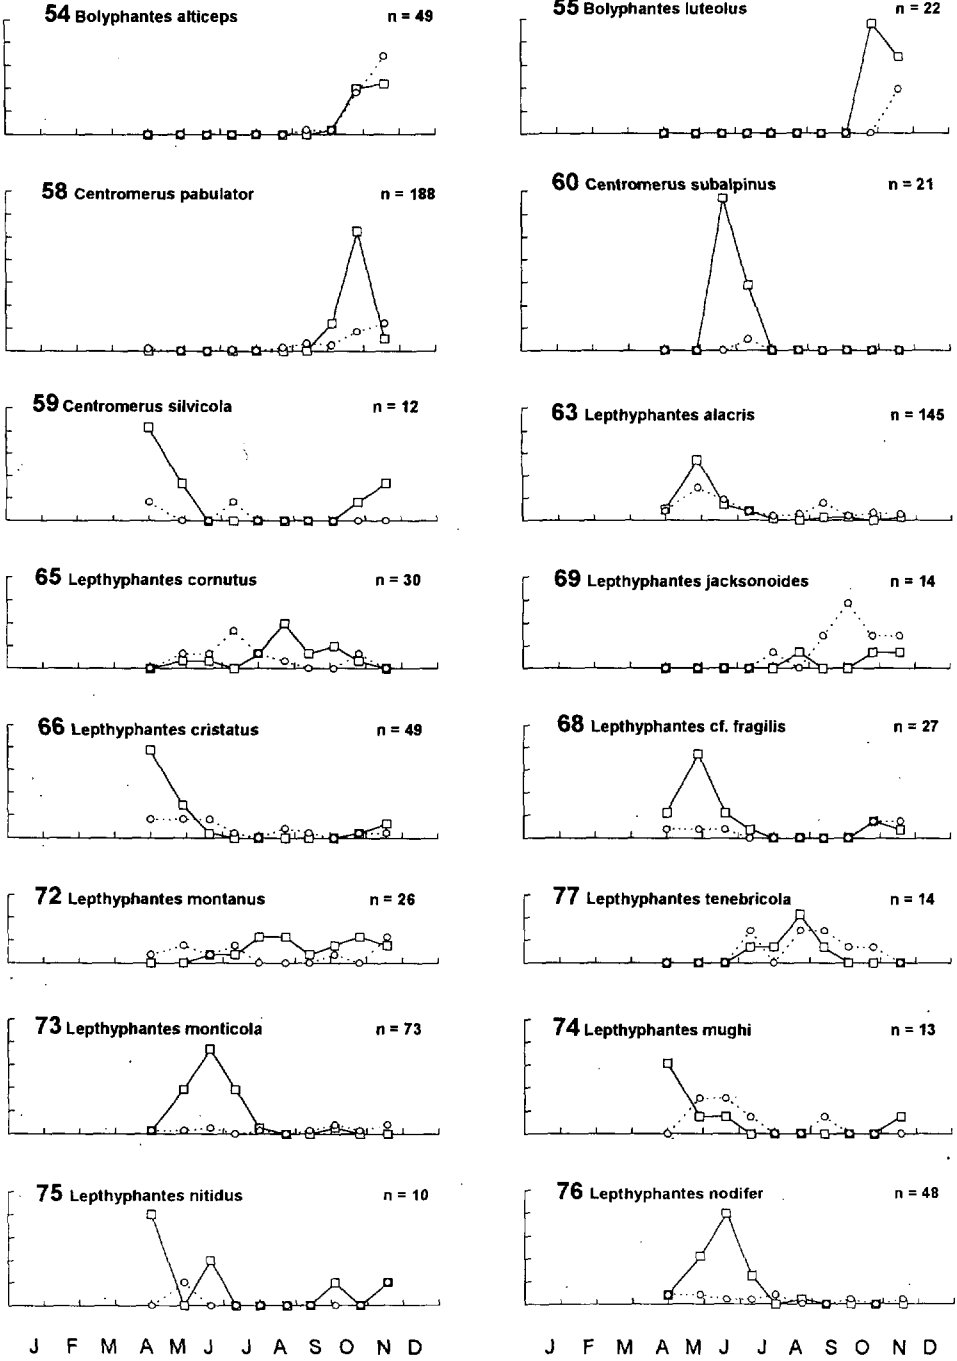 54 Bolyphantes alticeps n = 49
55 Bolyphantes luteolus n = 22
58 Centromerus pabulator n = 188
60 Centromerus subalpinus n = 21
59 Centromerus silvicola n = 12
63 Lepthyphantes alacris n = 145
65 Lepthyphantes cornutus n = 30
69 Lepthyphantes jacksonoides n = 14
66 Lepthyphantes cristatus n = 49
68 Lepthyphantes cf. fragilis n = 27
72 Lepthyphantes montanus n = 26
77 Lepthyphantes tenebricola n = 14
73 Lepthyphantes monticola n = 73
74 Lepthyphantes mughi n = 13
75 Lepthyphantes nitidus n = 10
76 Lepthyphantes nodifer n = 48
J F M A M J J A S O N D
J F M A M J J A S O N D